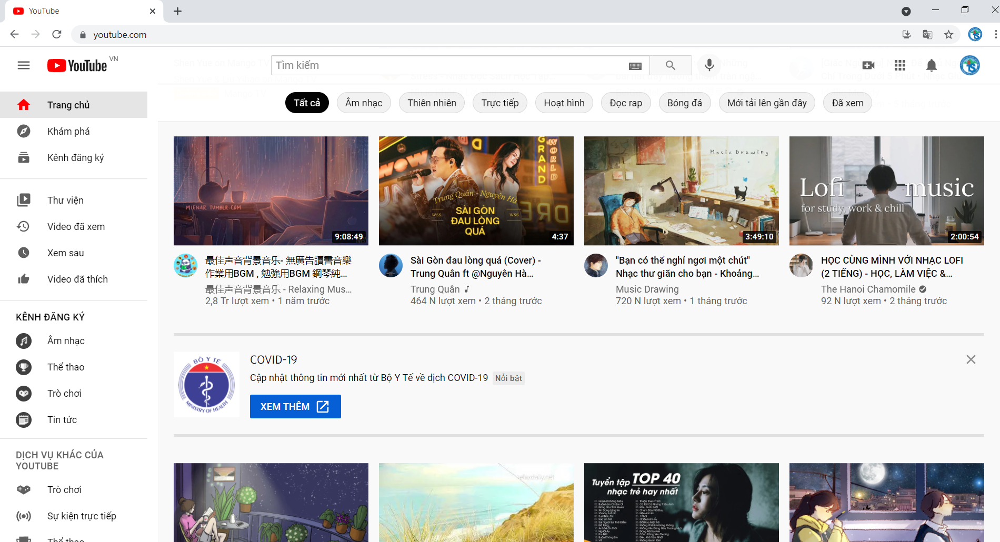 YouTube
youtube.com
YouTube VN
Tìm kiếm
Tất cả
Âm nhạc
Thiên nhiên
Trực tiếp
Hoạt hình
Đọc rap
Bóng đá
Mới tải lên gần đây
Đã xem
Trang chủ
Khám phá
Kênh đăng ký
Thư viện
Video đã xem
Xem sau
Video đã thích
KÊNH ĐĂNG KÝ
Âm nhạc
Thể thao
Trò chơi
Tin tức
DỊCH VỤ KHÁC CỦA
YOUTUBE
Trò chơi
Sự kiện trực tiếp
Thể thao
MIENAR.TUMBLR.COM
9:08:49
最佳声音背景音乐- 無廣告讀書音樂
作業用BGM , 勉強用BGM 鋼琴純...
最佳声音背景音乐 - Relaxing Mus...
2,8 Tr lượt xem • 1 năm trước
WOW
GRAND
WORLD
Trung Quân - Nguyên Hà
WSS
SÀI GÒN
ĐAU LÒNG
QUÁ
WSS
4:37
Sài Gòn đau lòng quá (Cover) -
Trung Quân ft @Nguyên Hà...
Trung Quân
464 N lượt xem • 2 tháng trước
Music Drawing
3:49:10
"Bạn có thể nghỉ ngơi một chút"
Nhạc thư giãn cho bạn - Khoảng...
Music Drawing
720 N lượt xem • 1 tháng trước
Lofi music
for study, work & chill
2:00:54
HỌC CÙNG MÌNH VỚI NHẠC LOFI
(2 TIẾNG) - HỌC, LÀM VIỆC &...
The Hanoi Chamomile
92 N lượt xem • 2 tháng trước
BỘ Y TẾ
MINISTRY OF HEALTH
COVID-19
Cập nhật thông tin mới nhất từ Bộ Y Tế về dịch COVID-19 Nổi bật
XEM THÊM
relaxdaily.net
Tuyển tập TOP 40
nhạc trẻ hay nhất